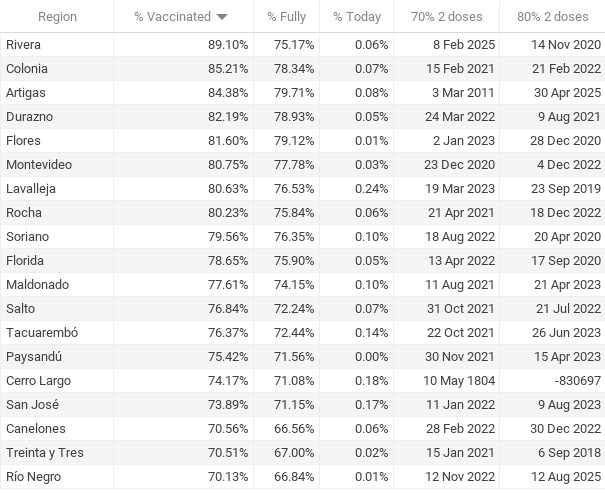 Region % Vaccinated % Fully % Today 70% 2 doses 80% 2 doses
Rivera 89.10% 75.17% 0.06% 8 Feb 2025 14 Nov 2020
Colonia 85.21% 78.34% 0.07% 15 Feb 2021 21 Feb 2022
Artigas 84.38% 79.71% 0.08% 3 Mar 2011 30 Apr 2025
Durazno 82.19% 78.93% 0.05% 24 Mar 2022 9 Aug 2021
Flores 81.60% 79.12% 0.01% 2 Jan 2023 28 Dec 2020
Montevideo 80.75% 77.78% 0.03% 23 Dec 2020 4 Dec 2022
Lavalleja 80.63% 76.53% 0.24% 19 Mar 2023 23 Sep 2019
Rocha 80.23% 75.84% 0.06% 21 Apr 2021 18 Dec 2022
Soriano 79.56% 76.35% 0.10% 18 Aug 2022 20 Apr 2020
Florida 78.65% 75.90% 0.05% 13 Apr 2022 17 Sep 2020
Maldonado 77.61% 74.15% 0.10% 11 Aug 2021 21 Apr 2023
Salto 76.84% 72.24% 0.07% 31 Oct 2021 21 Jul 2022
Tacuarembó 76.37% 72.44% 0.14% 22 Oct 2021 26 Jun 2023
Paysandú 75.42% 71.56% 0.00% 30 Nov 2021 15 Apr 2023
Cerro Largo 74.17% 71.08% 0.18% 10 May 1804 -830697
San José 73.89% 71.15% 0.17% 11 Jan 2022 9 Aug 2023
Canelones 70.56% 66.56% 0.06% 28 Feb 2022 30 Dec 2022
Treinta y Tres 70.51% 67.00% 0.02% 15 Jan 2021 6 Sep 2018
Río Negro 70.13% 66.84% 0.01% 12 Nov 2022 12 Aug 2025